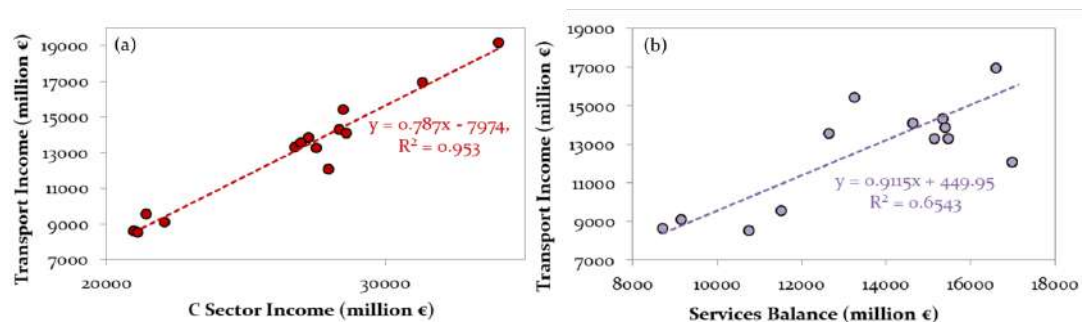 (a)
Transport Income (million €)
19000
17000
15000
13000
11000
9000
7000
y = 0.787x - 7974,
R² = 0.953
20000 30000
C Sector Income (million €)
(b)
Transport Income (million €)
19000
17000
15000
13000
11000
9000
7000
y = 0.9115x + 449.95
R² = 0.6543
8000 10000 12000 14000 16000 18000
Services Balance (million €)